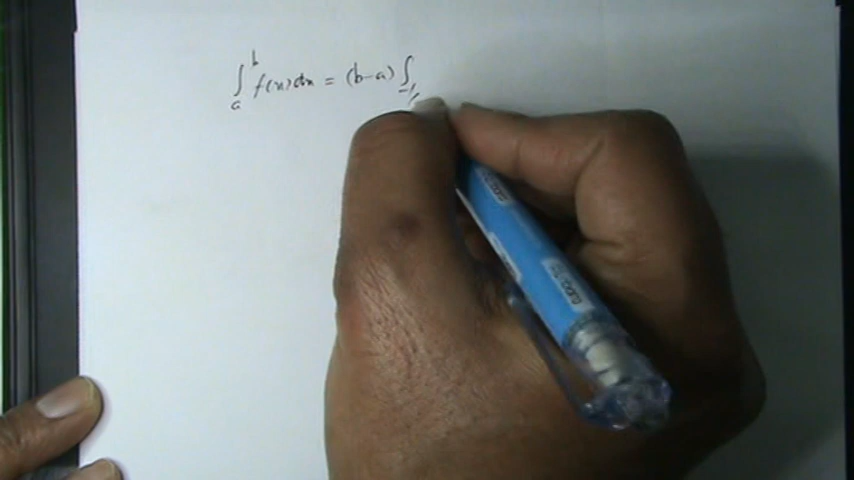 ∫_a^b f(x)dx = (b-a) ∫_-1/